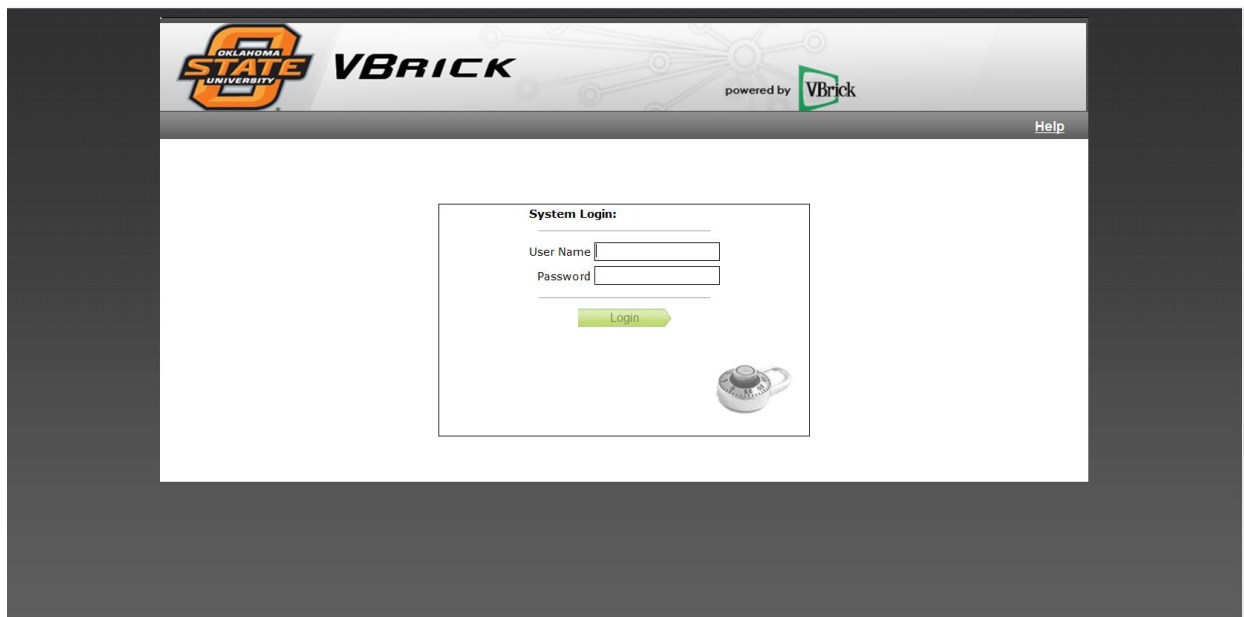 OKLAHOMA
STATE
UNIVERSITY
VBRICK
powered by VBrick
Help
System Login:
User Name
Password
Login